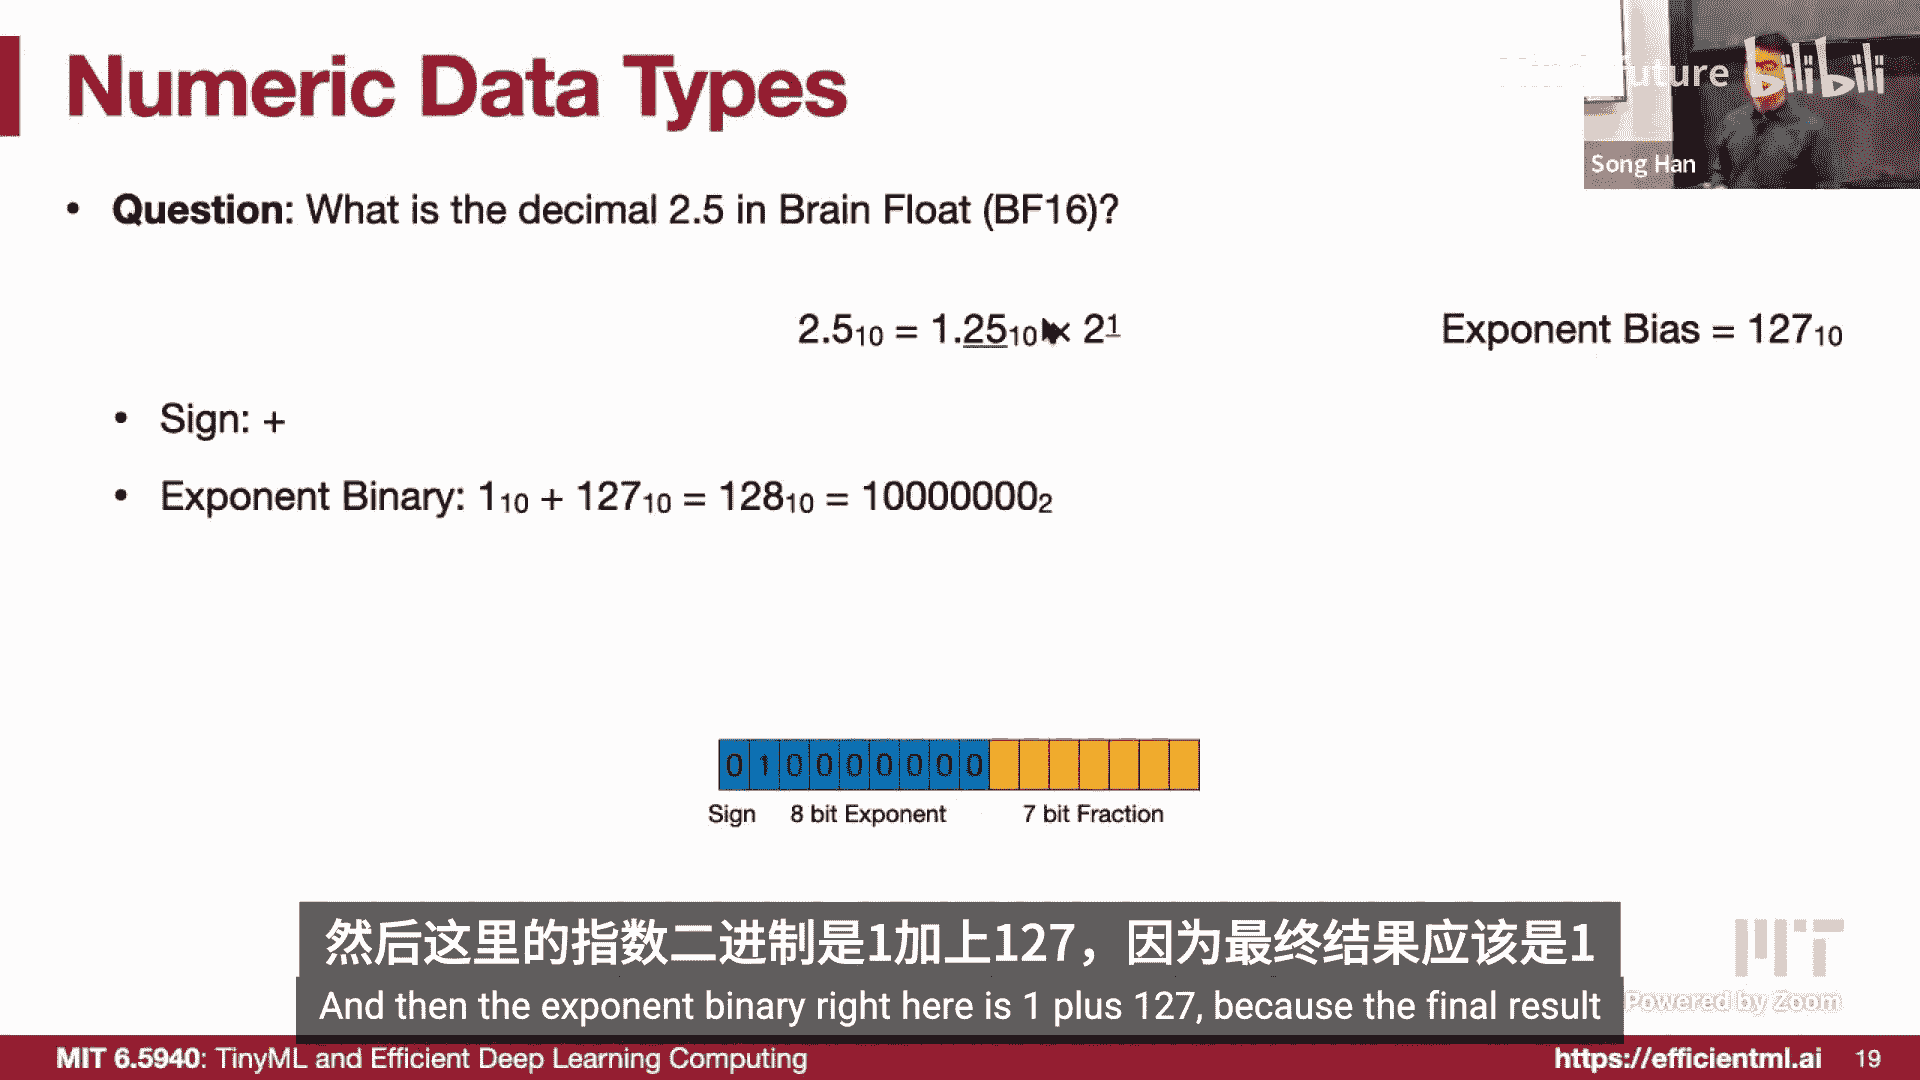 Numeric Data Types
uture
bilibili
Song Han
• Question: What is the decimal 2.5 in Brain Float (BF16)?
2.5₁₀ = 1.25₁₀ × 2¹
Exponent Bias = 127₁₀
• Sign: +
• Exponent Binary: 1₁₀ + 127₁₀ = 128₁₀ = 10000000₂
0 1 0 0 0 0 0 0 0
Sign 8 bit Exponent 7 bit Fraction
然后这里的指数二进制是1加上127，因为最终结果应该是1
And then the exponent binary right here is 1 plus 127, because the final result
MIT
Powered by Zoom
MIT 6.5940: TinyML and Efficient Deep Learning Computing
https://efficientml.ai 19